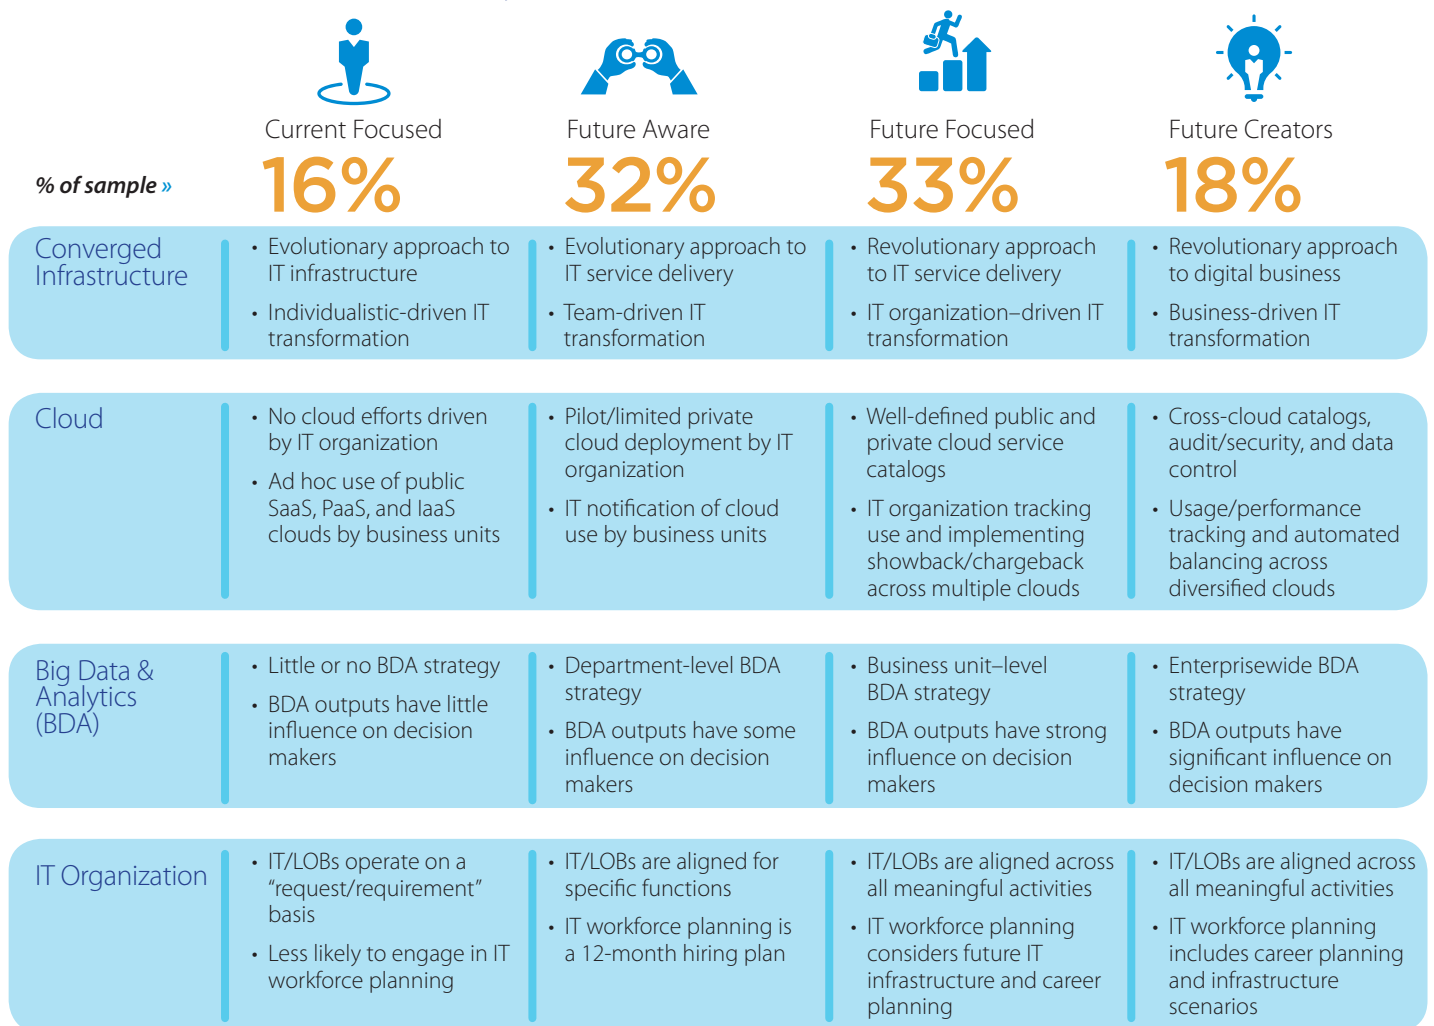 Current Focused
Future Aware
Future Focused
Future Creators
% of sample »
16%
32%
33%
18%
Converged
Infrastructure
• Evolutionary approach to
IT infrastructure
• Individualistic-driven IT
transformation
• Evolutionary approach to
IT service delivery
• Team-driven IT
transformation
• Revolutionary approach
to IT service delivery
• IT organization–driven IT
transformation
• Revolutionary approach
to digital business
• Business-driven IT
transformation
Cloud
• No cloud efforts driven
by IT organization
• Ad hoc use of public
SaaS, PaaS, and IaaS
clouds by business units
• Pilot/limited private
cloud deployment by IT
organization
• IT notification of cloud
use by business units
• Well-defined public and
private cloud service
catalogs
• IT organization tracking
use and implementing
showback/chargeback
across multiple clouds
• Cross-cloud catalogs,
audit/security, and data
control
• Usage/performance
tracking and automated
balancing across
diversified clouds
Big Data &
Analytics
(BDA)
• Little or no BDA strategy
• BDA outputs have little
influence on decision
makers
• Department-level BDA
strategy
• BDA outputs have some
influence on decision
makers
• Business unit–level
BDA strategy
• BDA outputs have strong
influence on decision
makers
• Enterprisewide BDA
strategy
• BDA outputs have
significant influence on
decision makers
IT Organization
• IT/LOBs operate on a
“request/requirement”
basis
• Less likely to engage in IT
workforce planning
• IT/LOBs are aligned for
specific functions
• IT workforce planning is
a 12-month hiring plan
• IT/LOBs are aligned across
all meaningful activities
• IT workforce planning
considers future IT
infrastructure and career
planning
• IT/LOBs are aligned across
all meaningful activities
• IT workforce planning
includes career planning
and infrastructure
scenarios